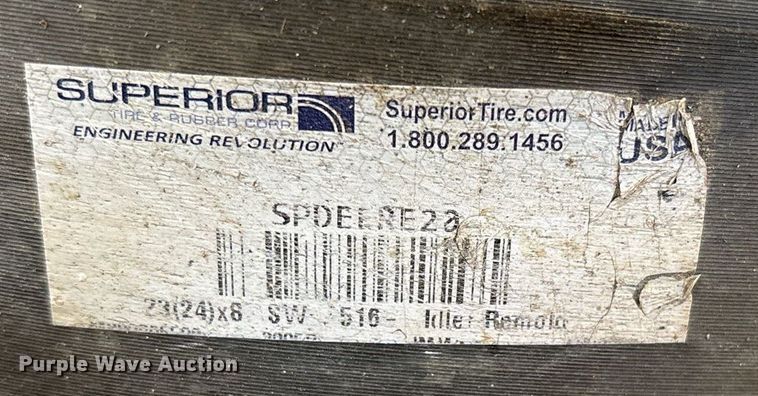 SUPERIOR
TIRE & RUBBER CORP
ENGINEERING REVOLUTION
SuperiorTire.com
1.800.289.1456
MADE IN
USA
SPDEERE28
23(24)x8 SW 516- Idler Remold
Purple Wave Auction